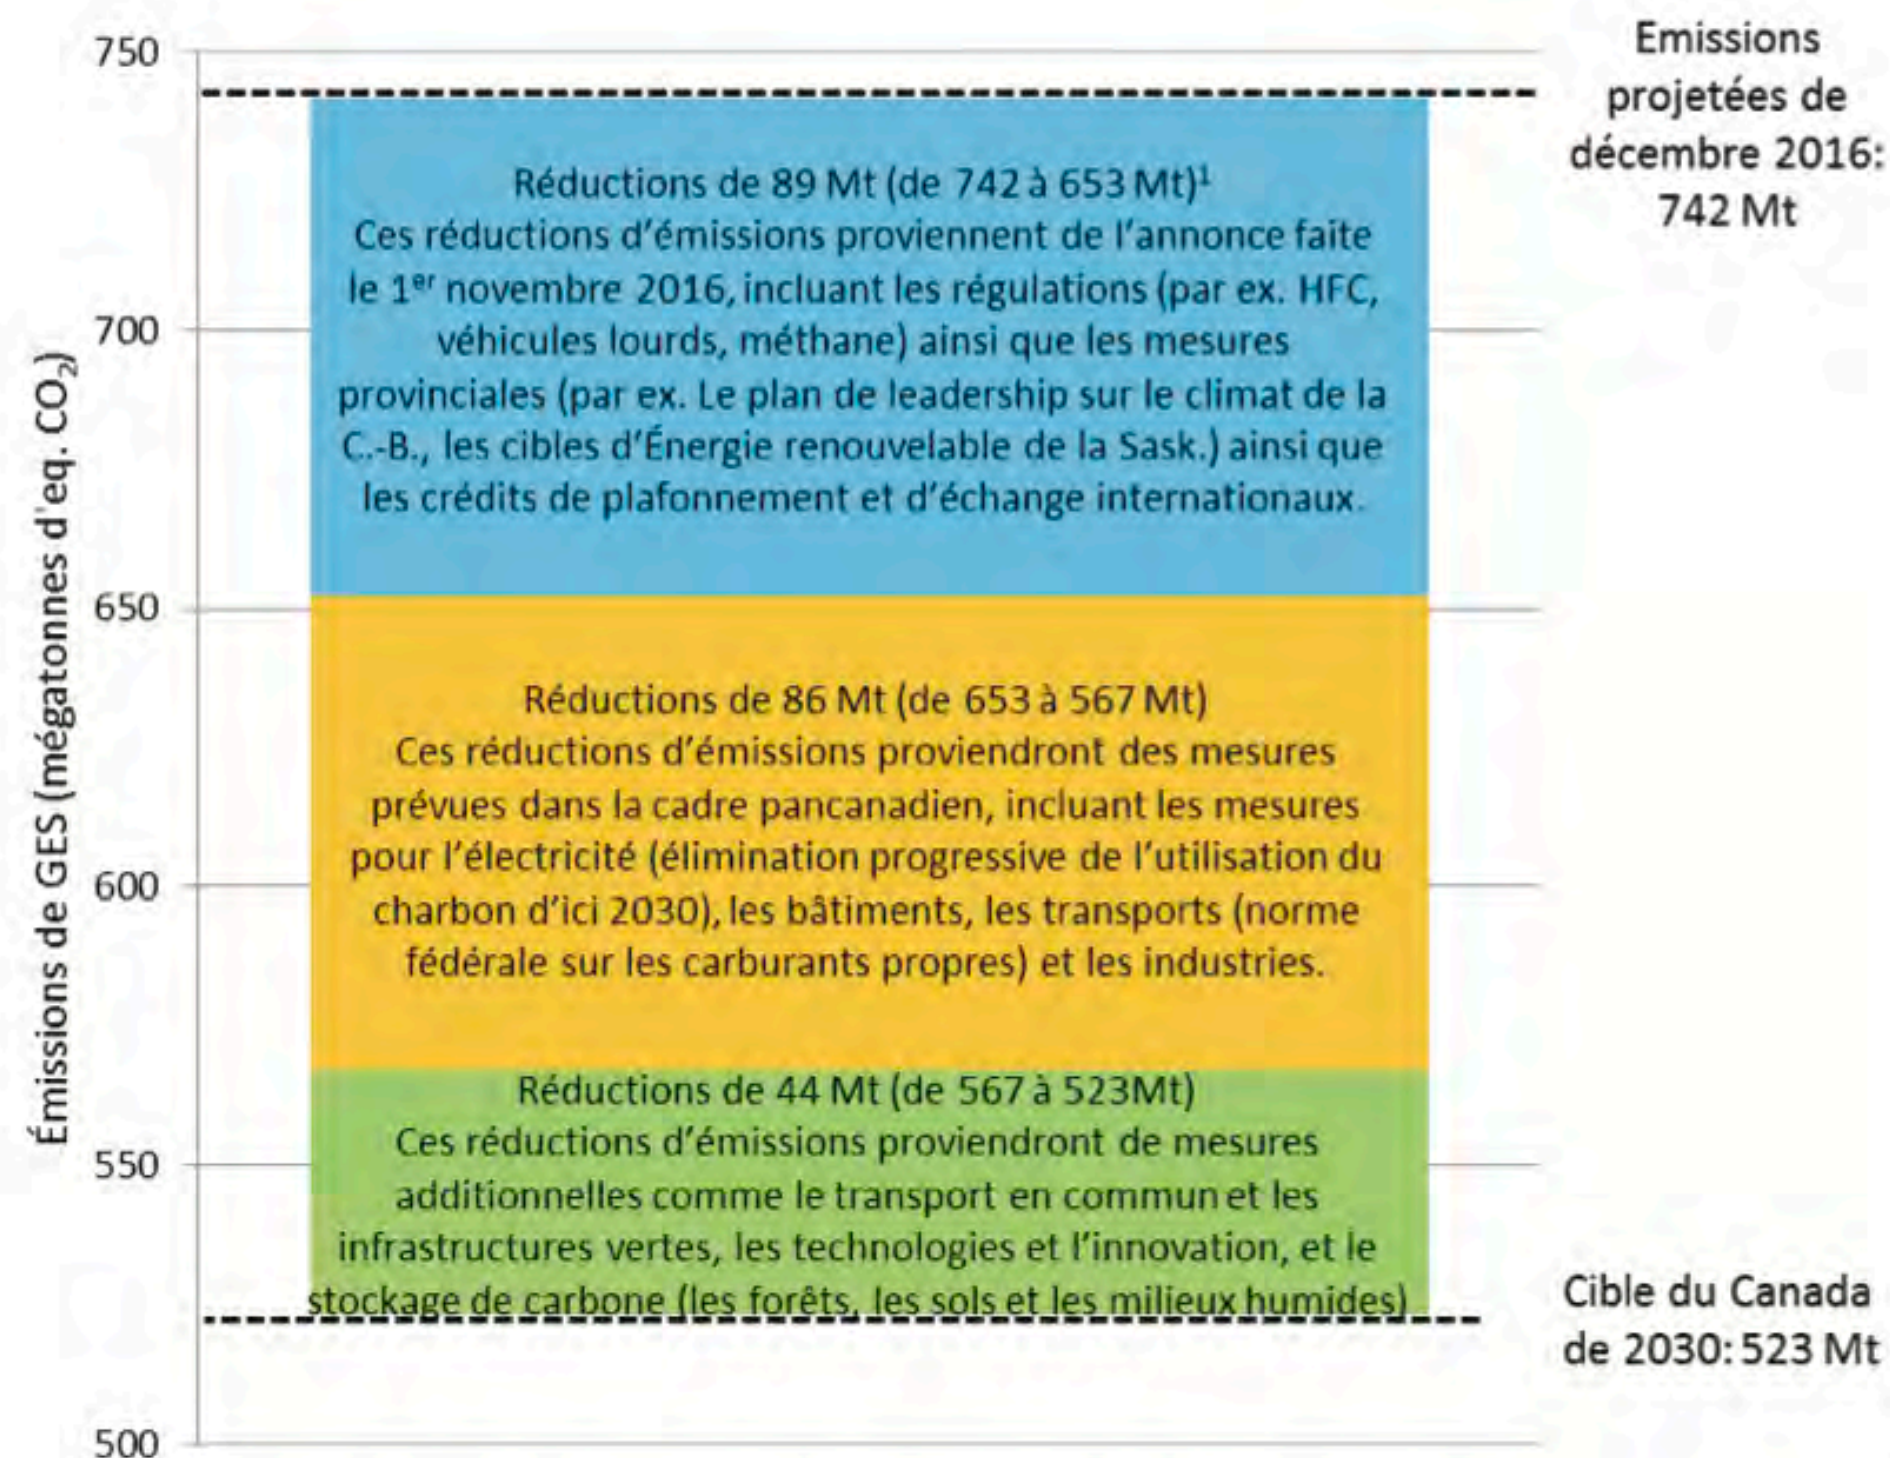 Emissions
projetées de
décembre 2016:
742 Mt
Émissions de GES (mégatonnes d'eq. CO₂)
750
700
650
600
550
500
Réductions de 89 Mt (de 742 à 653 Mt)¹
Ces réductions d'émissions proviennent de l'annonce faite
le 1er novembre 2016, incluant les régulations (par ex. HFC,
véhicules lourds, méthane) ainsi que les mesures
provinciales (par ex. Le plan de leadership sur le climat de la
C.-B., les cibles d'Énergie renouvelable de la Sask.) ainsi que
les crédits de plafonnement et d'échange internationaux.
Réductions de 86 Mt (de 653 à 567 Mt)
Ces réductions d'émissions proviendront des mesures
prévues dans la cadre pancanadien, incluant les mesures
pour l'électricité (élimination progressive de l'utilisation du
charbon d'ici 2030), les bâtiments, les transports (norme
fédérale sur les carburants propres) et les industries.
Réductions de 44 Mt (de 567 à 523Mt)
Ces réductions d'émissions proviendront de mesures
additionnelles comme le transport en commun et les
infrastructures vertes, les technologies et l'innovation, et le
stockage de carbone (les forêts, les sols et les milieux humides)
Cible du Canada
de 2030: 523 Mt